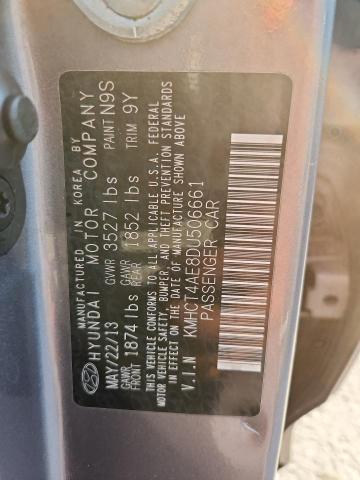 MANUFACTURED IN KOREA BY
HYUNDAI MOTOR COMPANY
MAY/22/13 GVWR 3527 lbs PAINT N9S
GAWR FRONT 1874 lbs GAWR REAR 1852 lbs TRIM 9Y
THIS VEHICLE CONFORMS TO ALL APPLICABLE U.S.A. FEDERAL
MOTOR VEHICLE SAFETY, BUMPER, AND THEFT PREVENTION STANDARDS
IN EFFECT ON THE DATE OF MANUFACTURE SHOWN ABOVE
V.I.N KMHCT4AE8DU506661
PASSENGER CAR